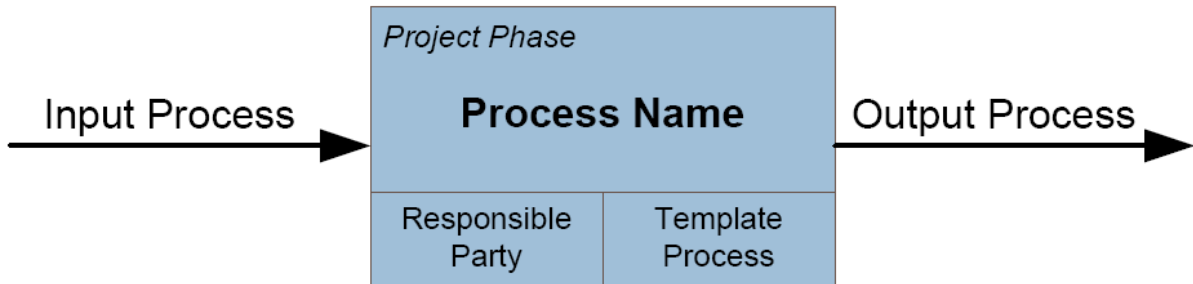 Project Phase
Input Process
Process Name
Output Process
Responsible
Party
Template
Process